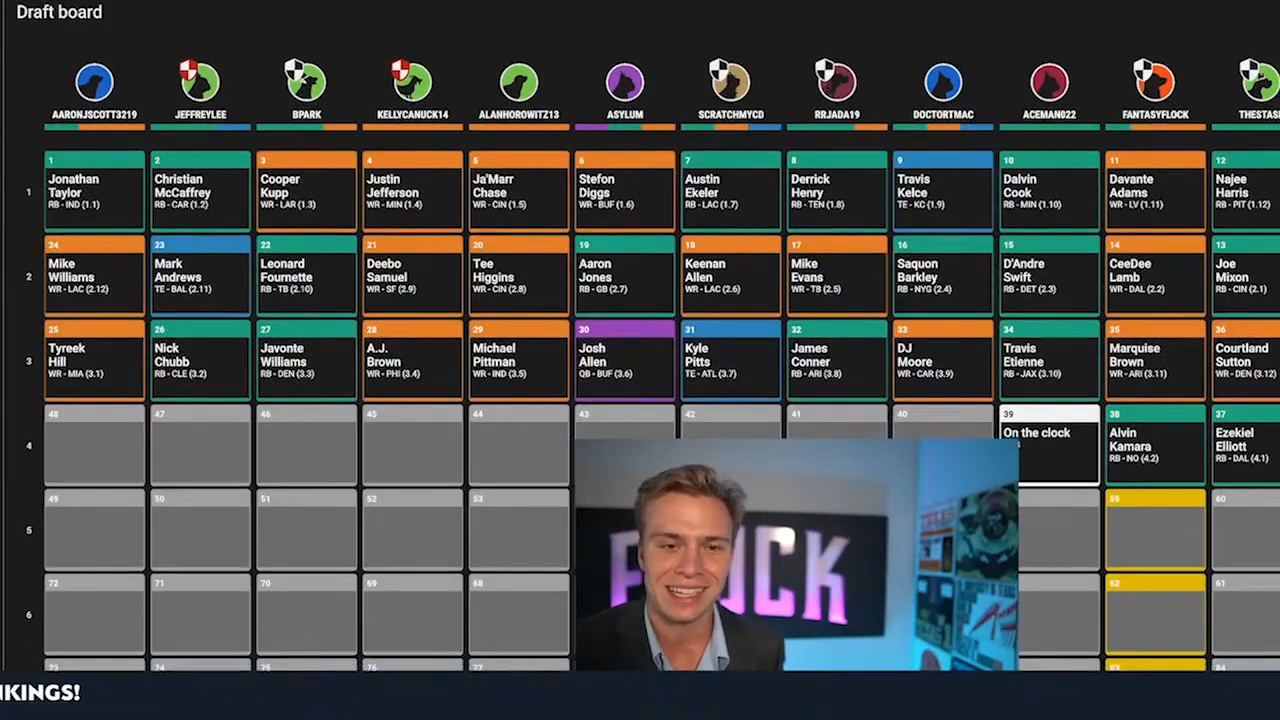 Draft board
AARONJSCOTT3219 JEFFREYLEE BPARK KELLYCANUCK14 ALANHOROWITZ13 ASYLUM SCRATCHMYCD RRJADA19 DOCTORTMAC ACEMAN022 FANTASYFLOCK
1 2 3 4 5 6 7 8 9 10 11 12
Jonathan Christian Cooper Justin Ja'Marr Stefon Austin Derrick Travis Dalvin Davante Najee
1 Taylor McCaffrey Kupp Jefferson Chase Diggs Ekeler Henry Kelce Cook Adams Harris
RB - IND (1.1) RB - CAR (1.2) WR - LAR (1.3) WR - MIN (1.4) WR - CIN (1.5) WR - BUF (1.6) RB - LAC (1.7) RB - TEN (1.8) TE - KC (1.9) RB - MIN (1.10) WR - LV (1.11) RB - PIT (1.12)
24 23 22 21 20 19 18 17 16 15 14 13
Mike Mark Leonard Deebo Tee Aaron Keenan Mike Saquon D'Andre CeeDee Joe
2 Williams Andrews Fournette Samuel Higgins Jones Allen Evans Barkley Swift Lamb Mixon
WR - LAC (2.12) TE - BAL (2.11) RB - TB (2.10) WR - SF (2.9) WR - CIN (2.8) RB - GB (2.7) WR - LAC (2.6) WR - TB (2.5) RB - NYG (2.4) RB - DET (2.3) WR - DAL (2.2) RB - CIN (2.1)
25 26 27 28 29 30 31 32 33 34 35 36
Tyreek Nick Javonte A.J. Michael Josh Kyle James DJ Travis Marquise Courtland
3 Hill Chubb Williams Brown Pittman Allen Pitts Conner Moore Etienne Brown Sutton
WR - MIA (3.1) RB - CLE (3.2) RB - DEN (3.3) WR - PHI (3.4) WR - IND (3.5) QB - BUF (3.6) TE - ATL (3.7) RB - ARI (3.8) WR - CAR (3.9) RB - JAX (3.10) WR - ARI (3.11) WR - DEN (3.12)
48 47 46 45 44 43 42 41 40 39 38 37
On the clock Alvin Ezekiel
4 Kamara Elliott
RB - NO (4.2) RB - DAL (4.1)
49 50 51 52 53 59 60
5
72 71 70 69 68 62 61
6
73 74 75 76 77 84
NKINGS!